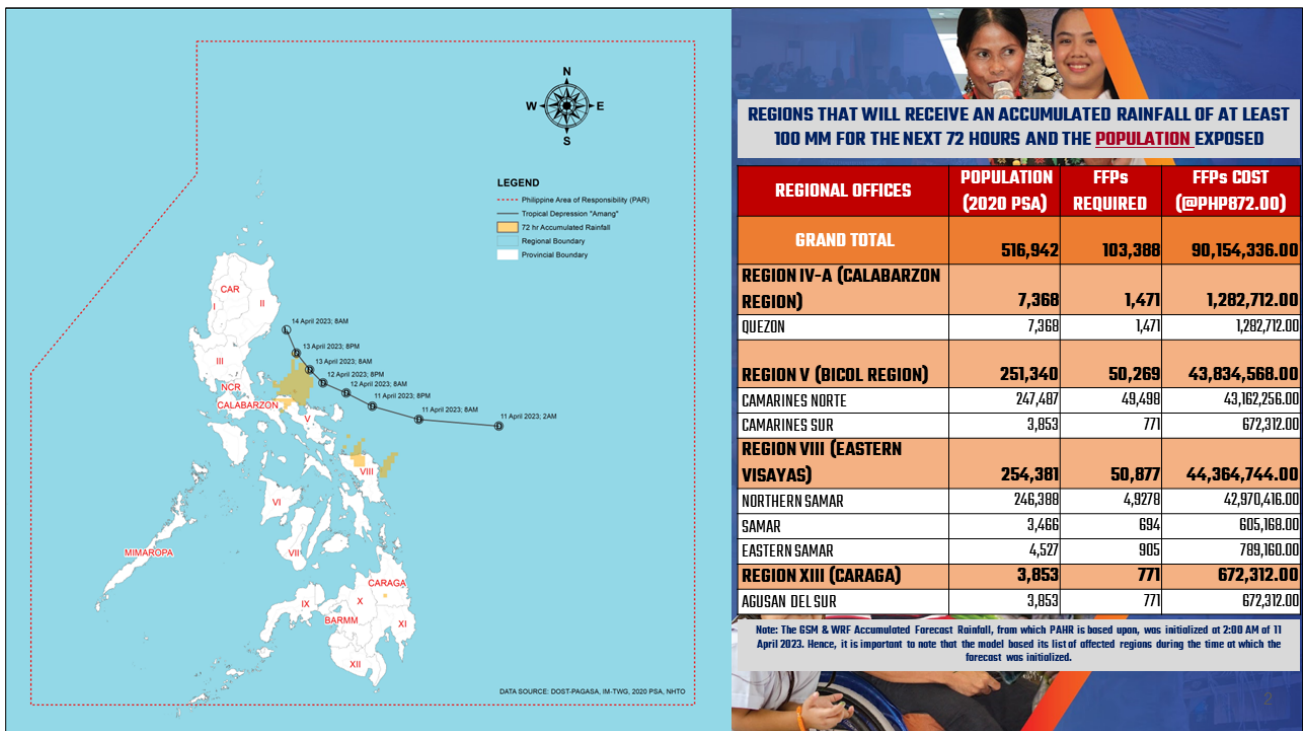 N
W
E
S
LEGEND
Philippine Area of Responsibility (PAR)
Tropical Depression "Amang"
72 hr Accumulated Rainfall
Regional Boundary
Provincial Boundary
CAR
I
II
14 April 2023; 8AM
13 April 2023; 8PM
III
13 April 2023; 8AM
12 April 2023; 8PM
NCR
12 April 2023; 8AM
CALABARZON
11 April 2023; 8PM
V
11 April 2023; 8AM
11 April 2023; 2AM
VIII
VI
MIMAROPA
VII
CARAGA
IX
X
BARMM
XI
XII
DATA SOURCE: DOST-PAGASA, IM-TWG, 2020 PSA, NHTO
REGIONS THAT WILL RECEIVE AN ACCUMULATED RAINFALL OF AT LEAST
100 MM FOR THE NEXT 72 HOURS AND THE POPULATION EXPOSED
REGIONAL OFFICES POPULATION (2020 PSA) FFPs REQUIRED FFPs COST (@PHP872.00)
GRAND TOTAL 516,942 103,388 90,154,336.00
REGION IV-A (CALABARZON
REGION) 7,368 1,471 1,282,712.00
QUEZON 7,368 1,471 1,282,712.00
REGION V (BICOL REGION) 251,340 50,269 43,834,568.00
CAMARINES NORTE 247,487 49,498 43,162,256.00
CAMARINES SUR 3,853 771 672,312.00
REGION VIII (EASTERN
VISAYAS) 254,381 50,877 44,364,744.00
NORTHERN SAMAR 246,388 4,9278 42,970,416.00
SAMAR 3,466 694 605,168.00
EASTERN SAMAR 4,527 905 789,160.00
REGION XIII (CARAGA) 3,853 771 672,312.00
AGUSAN DEL SUR 3,853 771 672,312.00
Note: The GSM & WRF Accumulated Forecast Rainfall, from which PAHR is based upon, was initialized at 2:00 AM of 11
April 2023. Hence, it is important to note that the model based its list of affected regions during the time at which the
forecast was initialized.
2